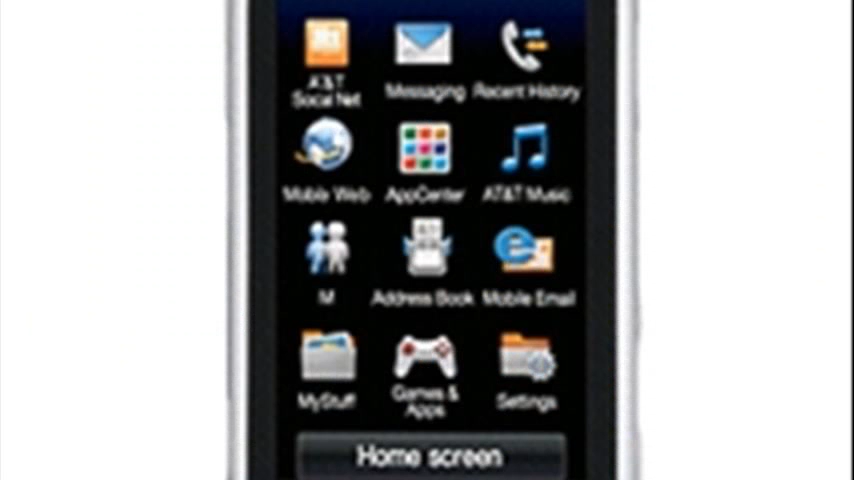 AT&T
Social Net
Messaging
Recent History
Mobile Web
AppCenter
AT&T Music
IM
Address Book
Mobile Email
MyStuff
Games &
Apps
Settings
Home screen